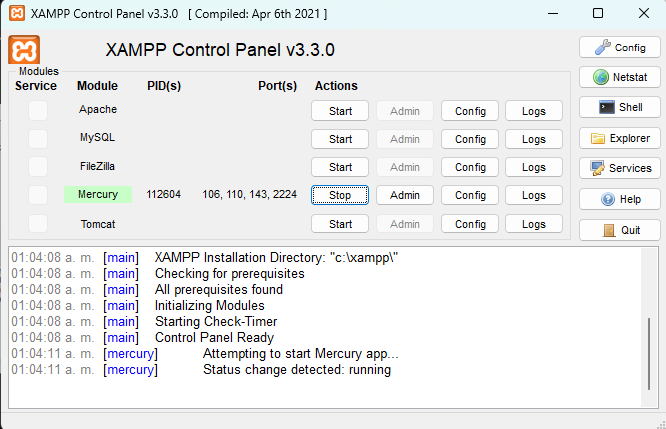 XAMPP Control Panel v3.3.0 [ Compiled: Apr 6th 2021 ]
XAMPP Control Panel v3.3.0
Config
Modules
Service Module PID(s) Port(s) Actions
Netstat
Apache Start Admin Config Logs
Shell
MySQL Start Admin Config Logs
Explorer
FileZilla Start Admin Config Logs
Services
Mercury 112604 106, 110, 143, 2224 Stop Admin Config Logs
Help
Tomcat Start Admin Config Logs
Quit
01:04:08 a. m. [main] XAMPP Installation Directory: "c:\xampp\"
01:04:08 a. m. [main] Checking for prerequisites
01:04:08 a. m. [main] All prerequisites found
01:04:08 a. m. [main] Initializing Modules
01:04:08 a. m. [main] Starting Check-Timer
01:04:08 a. m. [main] Control Panel Ready
01:04:11 a. m. [mercury] Attempting to start Mercury app...
01:04:11 a. m. [mercury] Status change detected: running